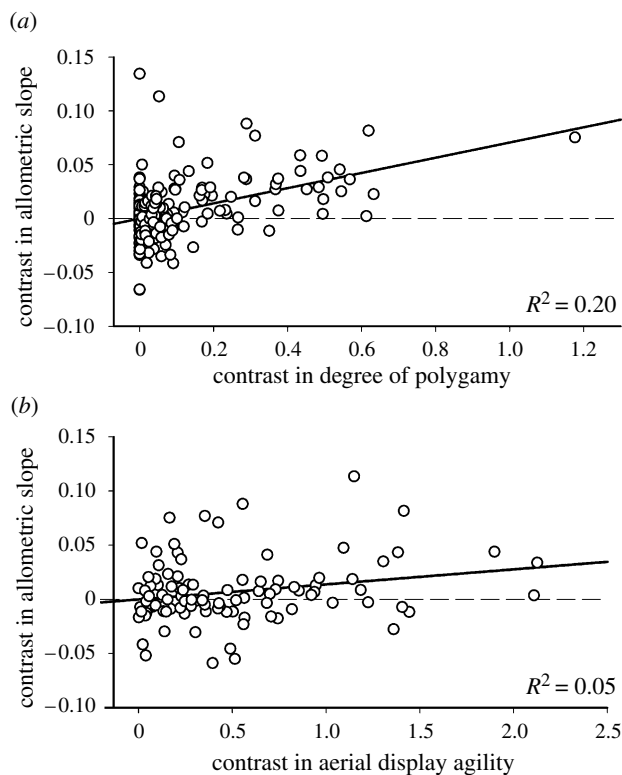 (a)
contrast in allometric slope
0.15
0.10
0.05
0
−0.05
−0.10
R² = 0.20
0 0.2 0.4 0.6 0.8 1.0 1.2
contrast in degree of polygamy
(b)
contrast in allometric slope
0.15
0.10
0.05
0
−0.05
−0.10
R² = 0.05
0 0.5 1.0 1.5 2.0 2.5
contrast in aerial display agility